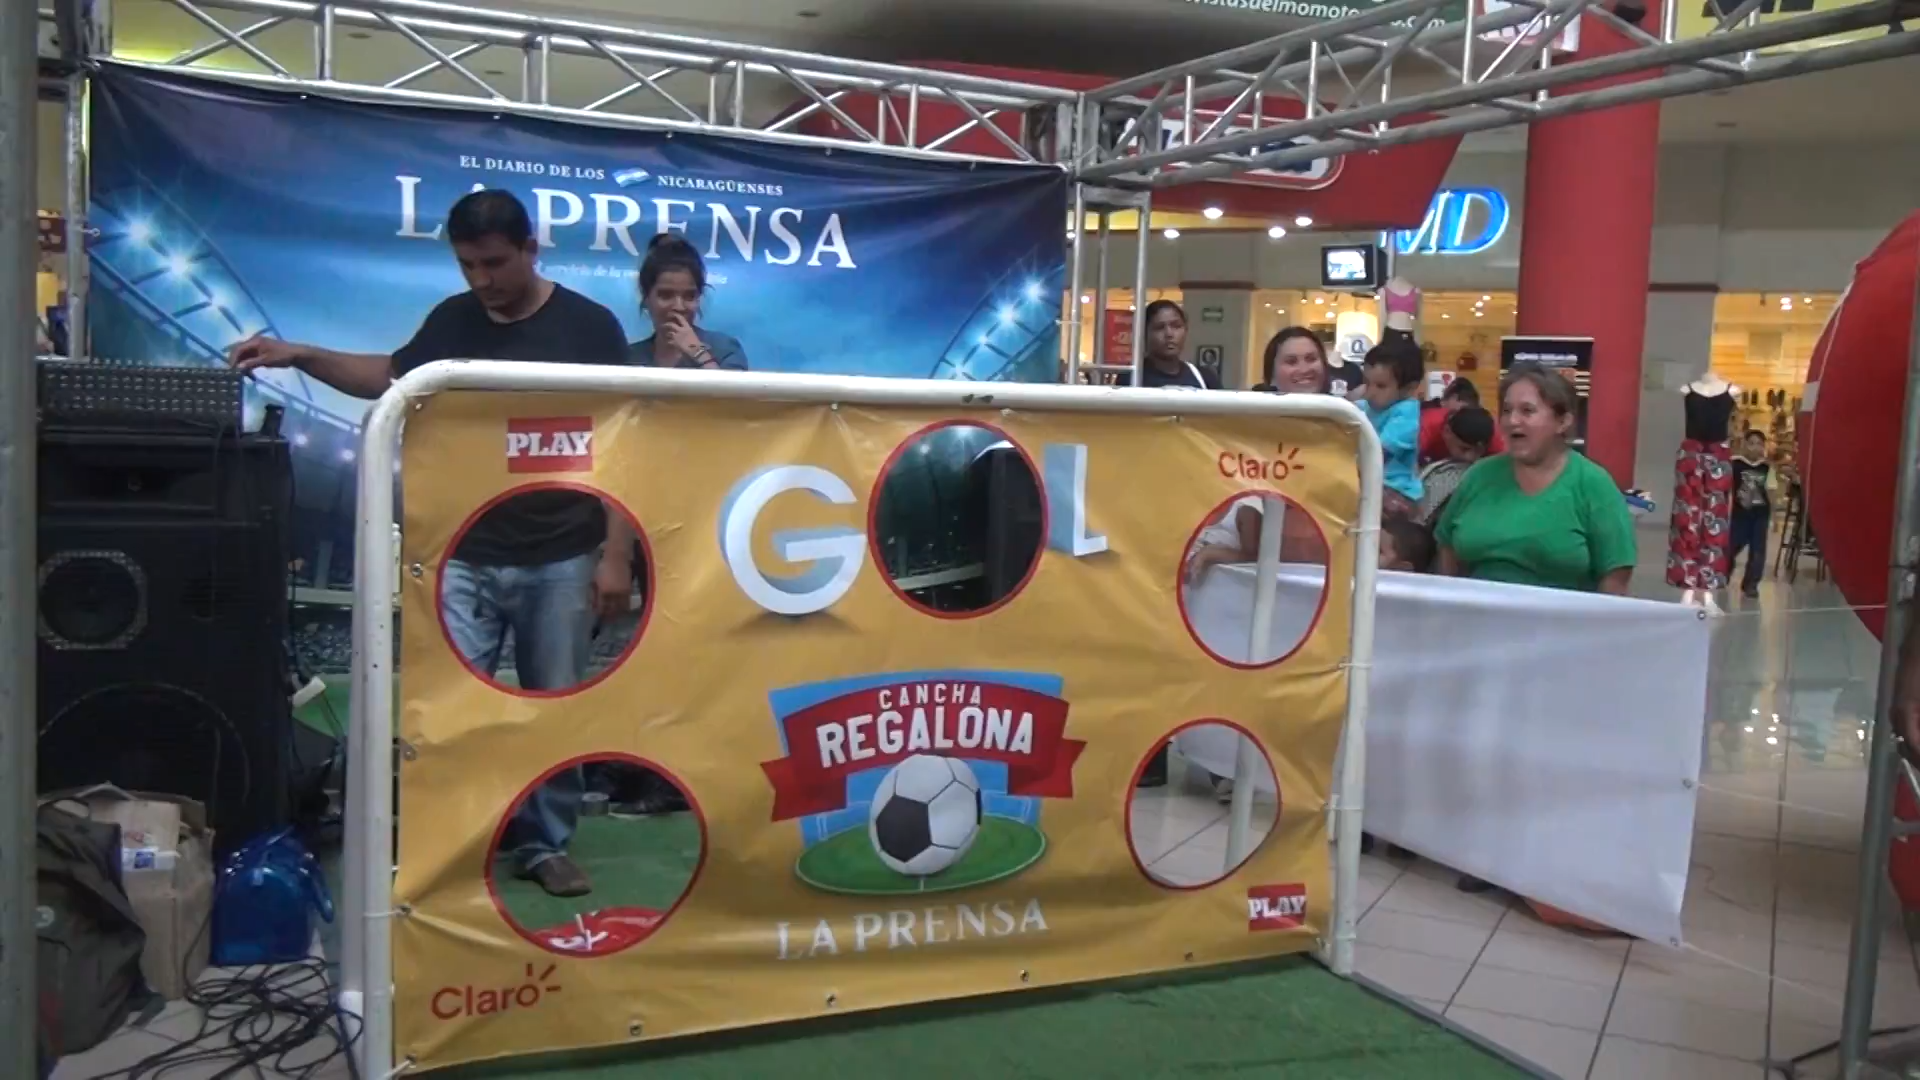 EL DIARIO DE LOS NICARAGÜENSES
LA PRENSA
MD
PLAY
Claro
GOL
CANCHA
REGALONA
LA PRENSA
PLAY
Claro